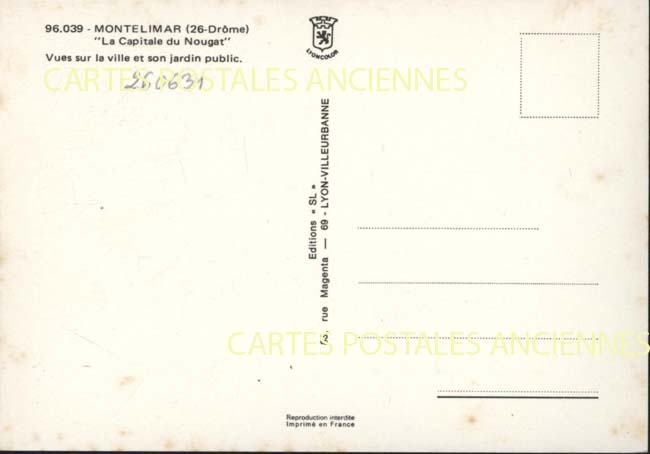 96.039 - MONTELIMAR (26-Drôme)
"La Capitale du Nougat"
Vues sur la ville et son jardin public.
CARTES POSTALES ANCIENNES
260631
LYONCOLOR
Editions « SL »
3, rue Magenta — 69 - LYON-VILLEURBANNE
CARTES POSTALES ANCIENNES
Reproduction interdite
Imprimé en France